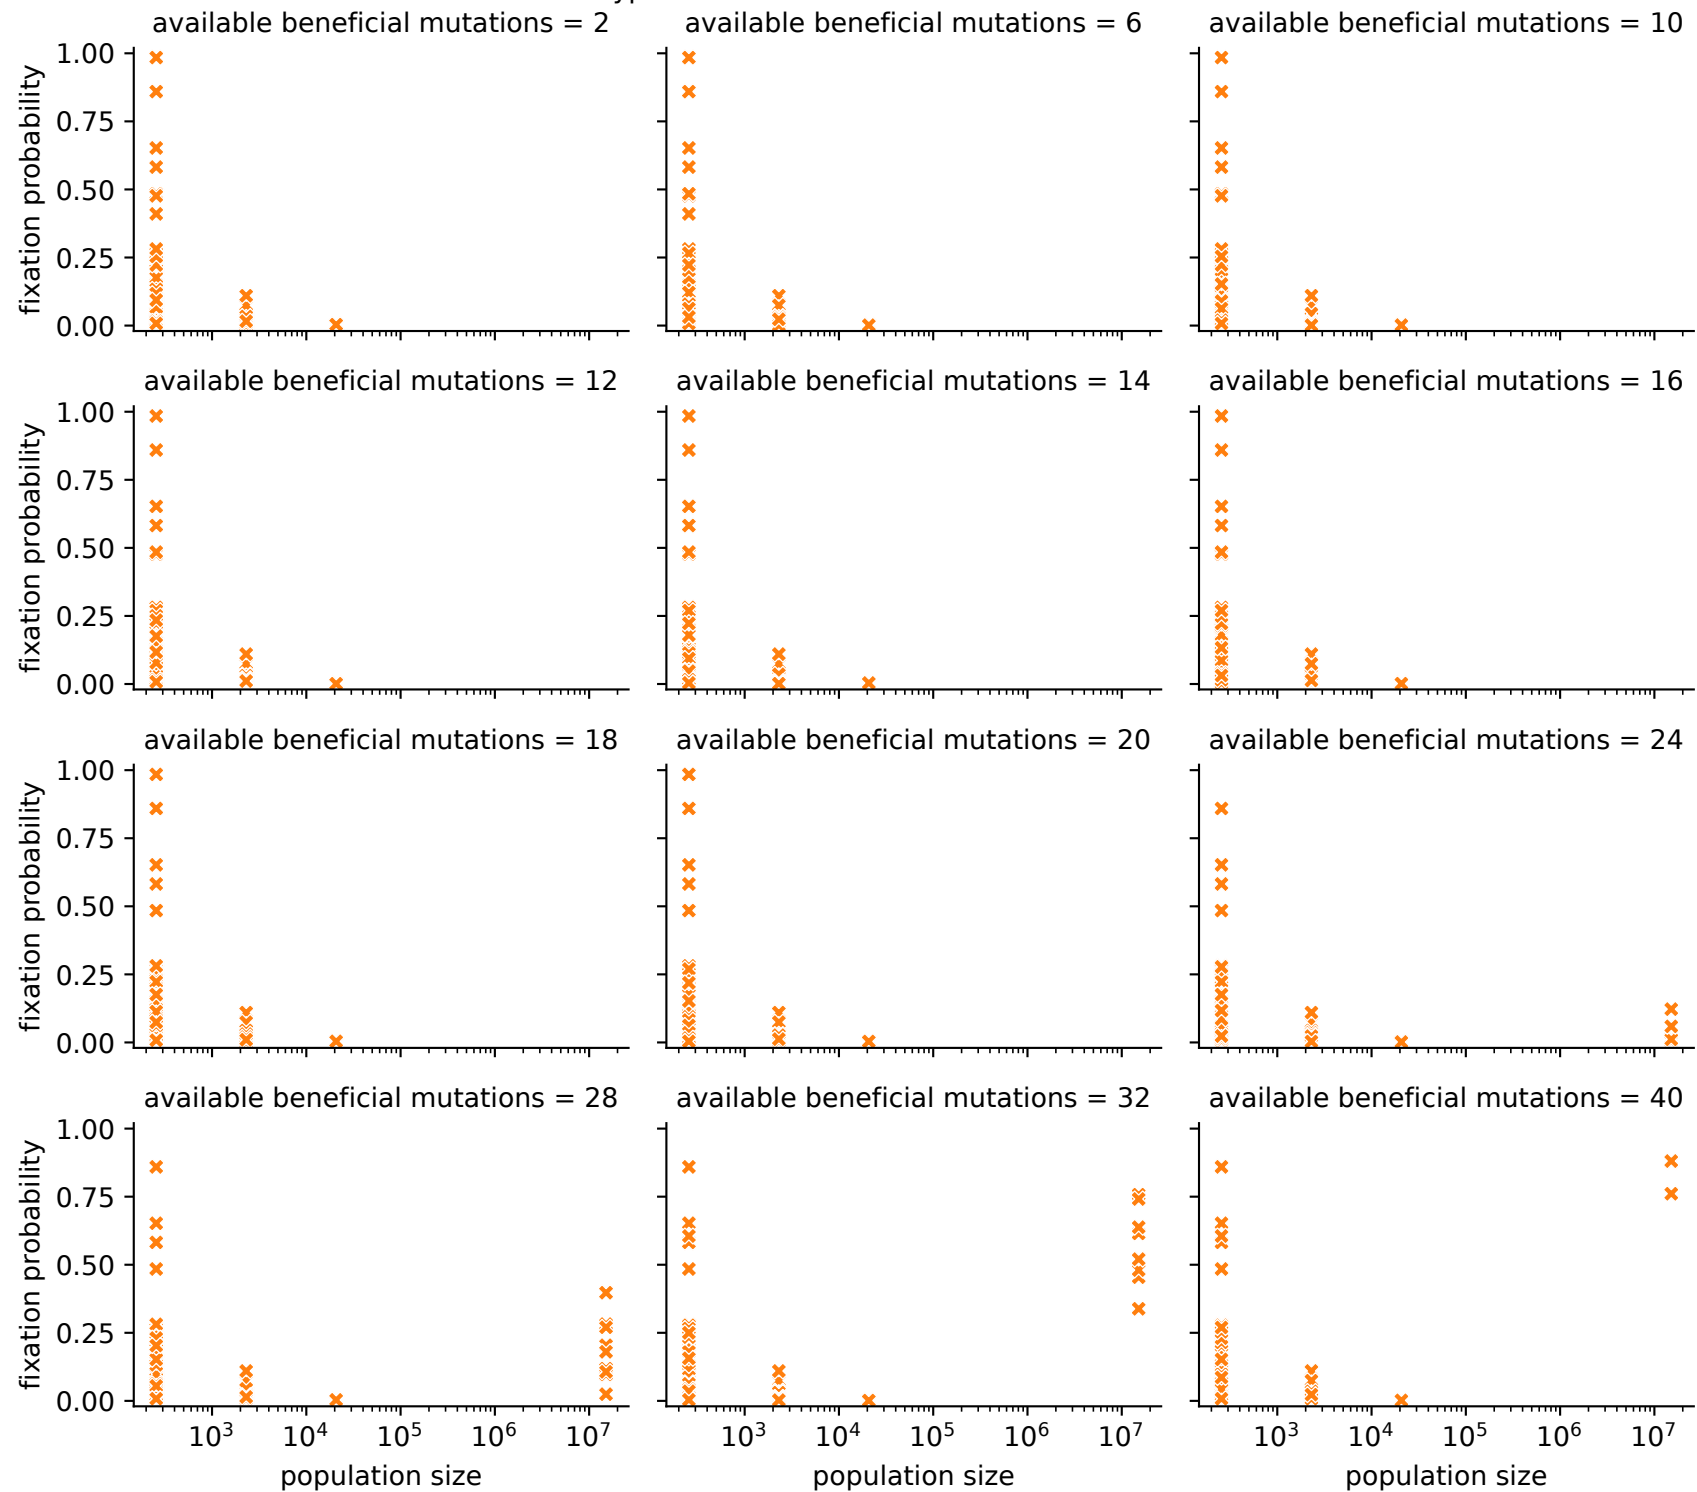 available beneficial mutations = 2
available beneficial mutations = 6
available beneficial mutations = 10
fixation probability
1.00
0.75
0.50
0.25
0.00
available beneficial mutations = 12
available beneficial mutations = 14
available beneficial mutations = 16
fixation probability
1.00
0.75
0.50
0.25
0.00
available beneficial mutations = 18
available beneficial mutations = 20
available beneficial mutations = 24
fixation probability
1.00
0.75
0.50
0.25
0.00
available beneficial mutations = 28
available beneficial mutations = 32
available beneficial mutations = 40
fixation probability
1.00
0.75
0.50
0.25
0.00
10³ 10⁴ 10⁵ 10⁶ 10⁷
10³ 10⁴ 10⁵ 10⁶ 10⁷
10³ 10⁴ 10⁵ 10⁶ 10⁷
population size
population size
population size